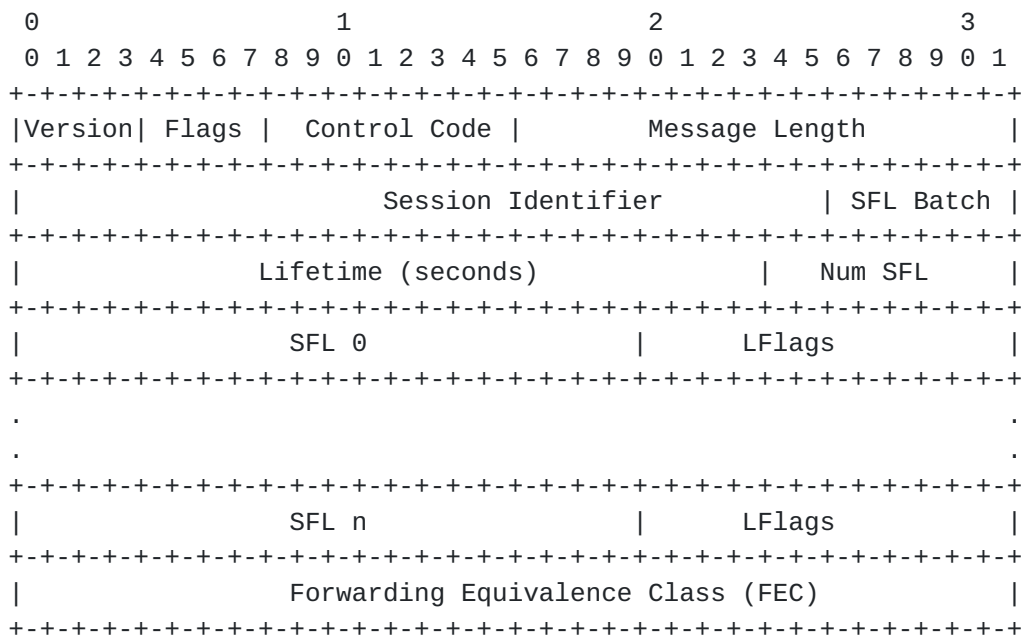 0                   1                   2                   3
 0 1 2 3 4 5 6 7 8 9 0 1 2 3 4 5 6 7 8 9 0 1 2 3 4 5 6 7 8 9 0 1
+-+-+-+-+-+-+-+-+-+-+-+-+-+-+-+-+-+-+-+-+-+-+-+-+-+-+-+-+-+-+-+-+
|Version| Flags |  Control Code |        Message Length         |
+-+-+-+-+-+-+-+-+-+-+-+-+-+-+-+-+-+-+-+-+-+-+-+-+-+-+-+-+-+-+-+-+
|                       Session Identifier          | SFL Batch |
+-+-+-+-+-+-+-+-+-+-+-+-+-+-+-+-+-+-+-+-+-+-+-+-+-+-+-+-+-+-+-+-+
|               Lifetime (seconds)              |   Num SFL     |
+-+-+-+-+-+-+-+-+-+-+-+-+-+-+-+-+-+-+-+-+-+-+-+-+-+-+-+-+-+-+-+-+
|                 SFL 0                 |      LFlags           |
+-+-+-+-+-+-+-+-+-+-+-+-+-+-+-+-+-+-+-+-+-+-+-+-+-+-+-+-+-+-+-+-+
.                                                               .
.                                                               .
+-+-+-+-+-+-+-+-+-+-+-+-+-+-+-+-+-+-+-+-+-+-+-+-+-+-+-+-+-+-+-+-+
|                 SFL n                 |      LFlags           |
+-+-+-+-+-+-+-+-+-+-+-+-+-+-+-+-+-+-+-+-+-+-+-+-+-+-+-+-+-+-+-+-+
|                 Forwarding Equivalence Class (FEC)            |
+-+-+-+-+-+-+-+-+-+-+-+-+-+-+-+-+-+-+-+-+-+-+-+-+-+-+-+-+-+-+-+-+